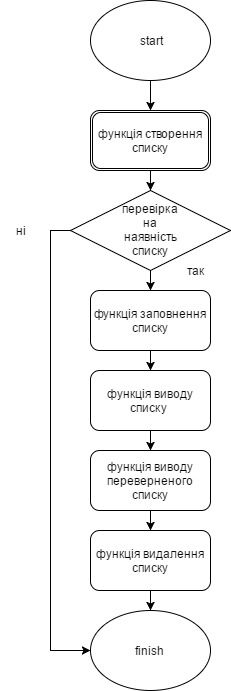 start
функція створення
списку
перевірка
на
наявність
списку
ні
так
функція заповнення
списку
функція виводу
списку
функція виводу
переверненого
списку
функція видалення
списку
finish